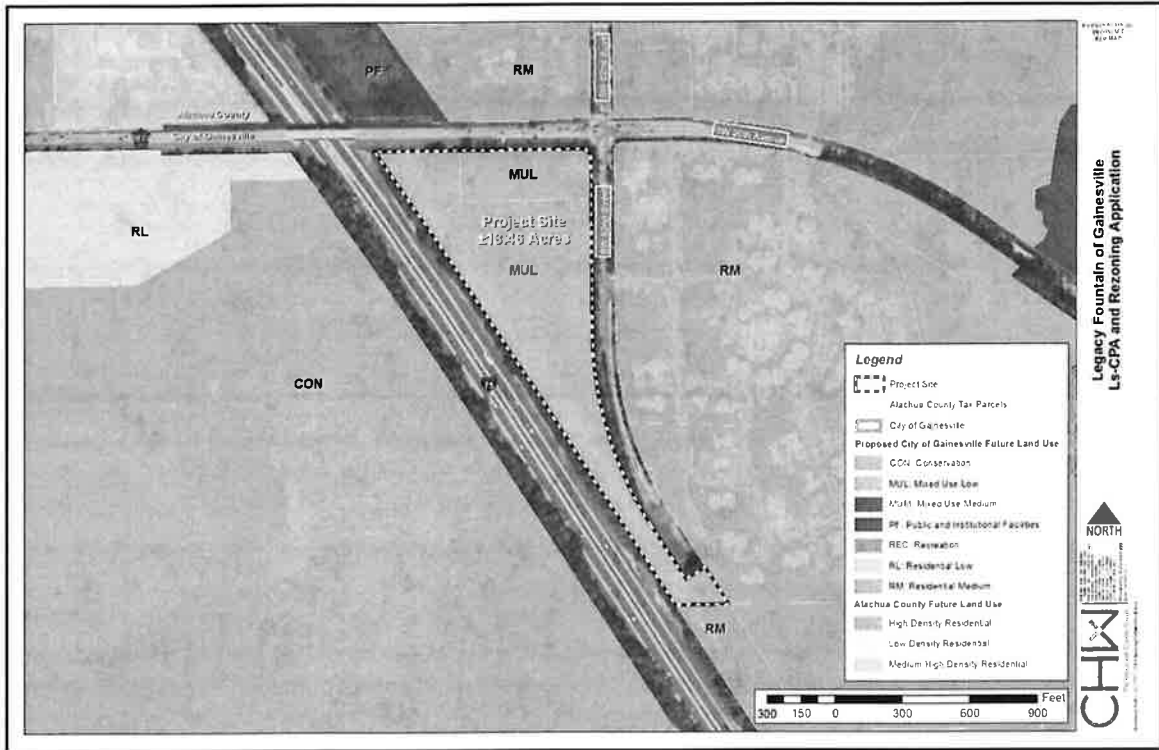 PF
RM
Alachua County
City of Gainesville
MUL
Project Site
±18.46 Acres
MUL
RL
RM
CON
RM
Legend
Project Site
Alachua County Tax Parcels
City of Gainesville
Proposed City of Gainesville Future Land Use
CON: Conservation
MUL: Mixed Use Low
MUM: Mixed Use Medium
PF: Public and Institutional Facilities
REC: Recreation
RL: Residential Low
RM: Residential Medium
Alachua County Future Land Use
High Density Residential
Low Density Residential
Medium High Density Residential
Feet
300 150 0 300 600 900
Legacy Fountain of Gainesville
Ls-CPA and Rezoning Application
NORTH
CHW